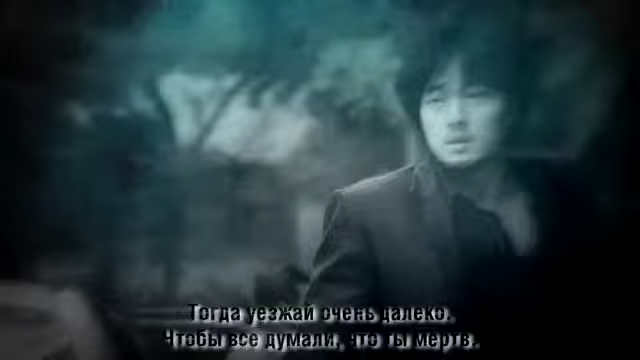 Тогда уезжай очень далеко.
Чтобы все думали, что ты мертв.